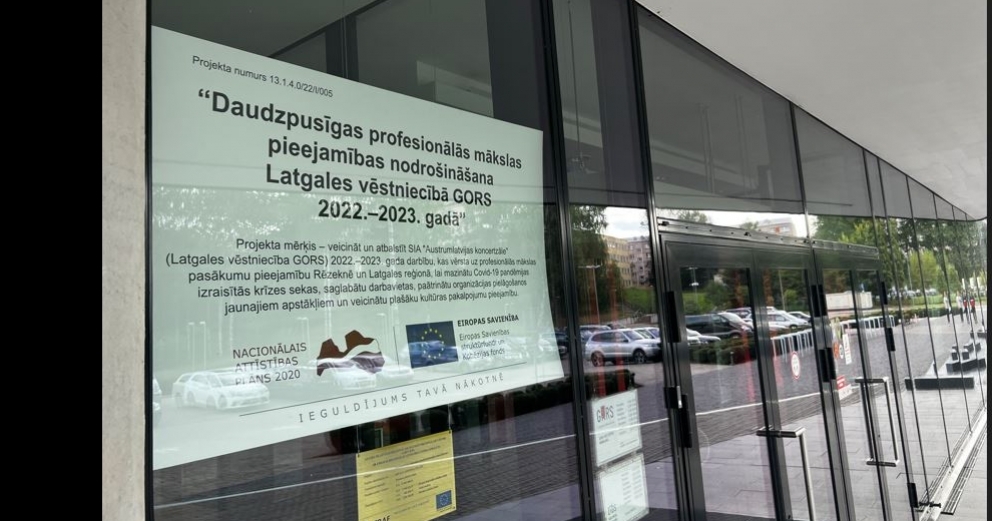 Projekta numurs 13.1.4.0/22/I/005
“Daudzpusīgas profesionālās mākslas
pieejamības nodrošināšana
Latgales vēstniecībā GORS
2022.–2023. gadā”
Projekta mērķis – veicināt un atbalstīt SIA “Austrumlatvijas koncertzāle”
(Latgales vēstniecība GORS) 2022.–2023. gada darbību, kas vērsta uz profesionālās mākslas
pasākumu pieejamību Rēzeknē un Latgales reģionā, lai mazinātu Covid-19 pandēmijas
izraisītās krīzes sekas, saglabātu darbavietas, paātrinātu organizācijas pielāgošanos
jaunajiem apstākļiem un veicinātu plašāku kultūras pakalpojumu pieejamību.
NACIONĀLAIS
ATTĪSTĪBAS
PLĀNS 2020
EIROPAS SAVIENĪBA
Eiropas Savienības
struktūrfondi un
Kohēzijas fonds
IEGULDĪJUMS TAVĀ NĀKOTNĒ
GORS